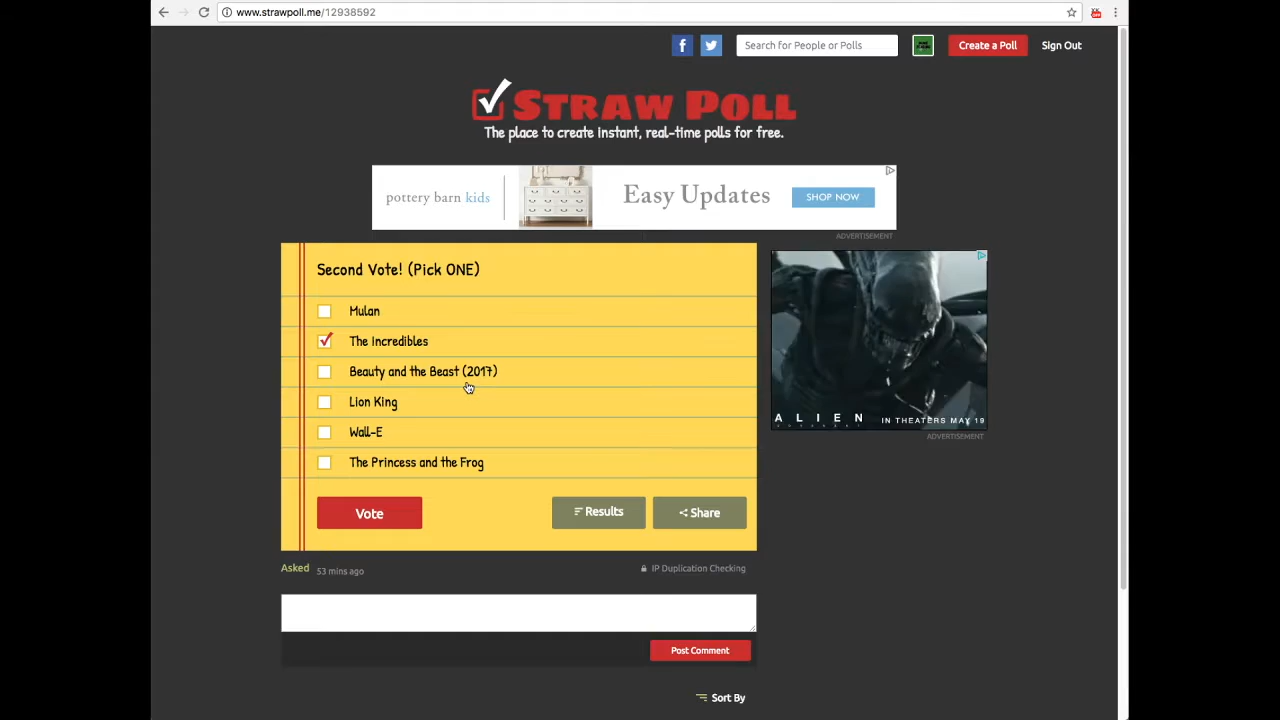 www.strawpoll.me/12938592
Search for People or Polls
Create a Poll
Sign Out
STRAW POLL
The place to create instant, real-time polls for free.
pottery barn kids
Easy Updates
SHOP NOW
ADVERTISEMENT
Second Vote! (Pick ONE)
Mulan
The Incredibles
Beauty and the Beast (2017)
Lion King
Wall-E
The Princess and the Frog
Vote
Results
Share
ALIEN
IN THEATERS MAY 19
ADVERTISEMENT
Asked 53 mins ago
IP Duplication Checking
Post Comment
Sort By